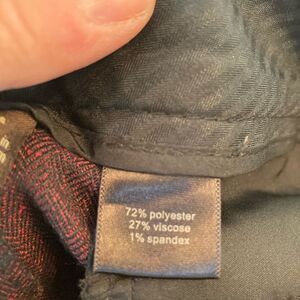 72% polyester
27% viscose
1% spandex